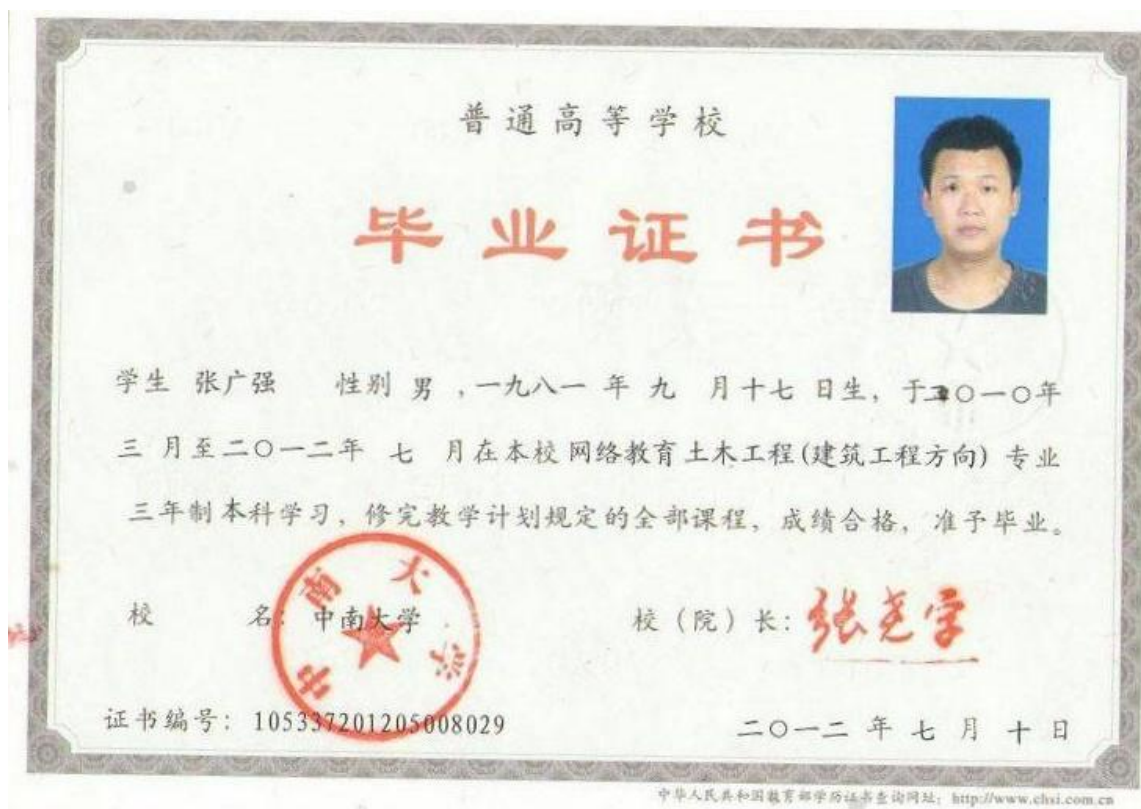 普通高等学校
毕业证书
学生 张广强 性别 男 ,一九八一 年 九 月十七 日生, 于二〇一〇年
三 月至二〇一二年 七 月在本校 网络教育土木工程(建筑工程方向) 专业
三年制本科学习, 修完教学计划规定的全部课程, 成绩合格, 准予毕业。
校 名: 中南大学
中南大学
校(院)长: 张尧学
证书编号: 105337201205008029
二〇一二 年 七 月 十 日
中华人民共和国教育部学历证书查询网址: http://www.chsi.com.cn